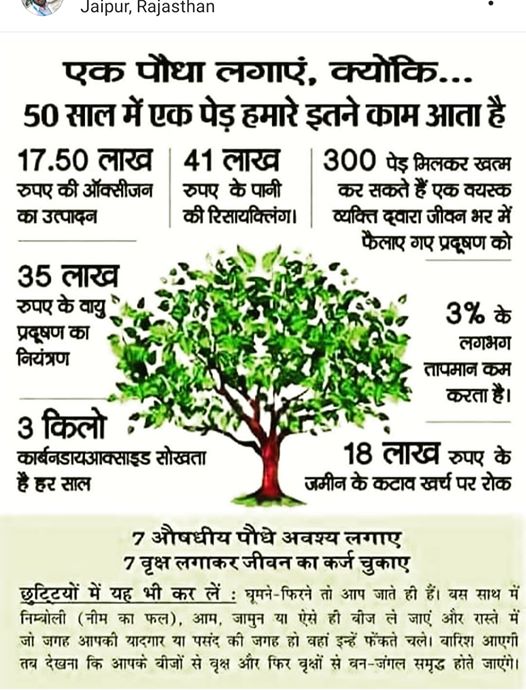 Jaipur, Rajasthan
एक पौधा लगाएं, क्योंकि...
50 साल में एक पेड़ हमारे इतने काम आता है
17.50 लाख
रुपए की ऑक्सीजन
का उत्पादन
41 लाख
रुपए के पानी
की रिसायक्लिंग।
300 पेड़ मिलकर खत्म
कर सकते हैं एक वयस्क
व्यक्ति द्वारा जीवन भर में
फैलाए गए प्रदूषण को
35 लाख
रुपए के वायु
प्रदूषण का
नियंत्रण
3% के
लगभग
तापमान कम
करता है।
3 किलो
कार्बनडायआक्साइड सोखता
है हर साल
18 लाख रुपए के
जमीन के कटाव खर्च पर रोक
7 औषधीय पौधे अवश्य लगाए
7 वृक्ष लगाकर जीवन का कर्ज चुकाए
छुट्टियों में यह भी कर लें : घूमने-फिरने तो आप जाते ही हैं। बस साथ में
निम्बोली (नीम का फल), आम, जामुन या ऐसे ही बीज ले जाएं और रास्ते में
जो जगह आपकी यादगार या पसंद की जगह हो वहां इन्हें फेंकते चले। बारिश आएगी
तब देखना कि आपके बीजों से वृक्ष और फिर वृक्षों से वन-जंगल समृद्ध होते जाएंगे।